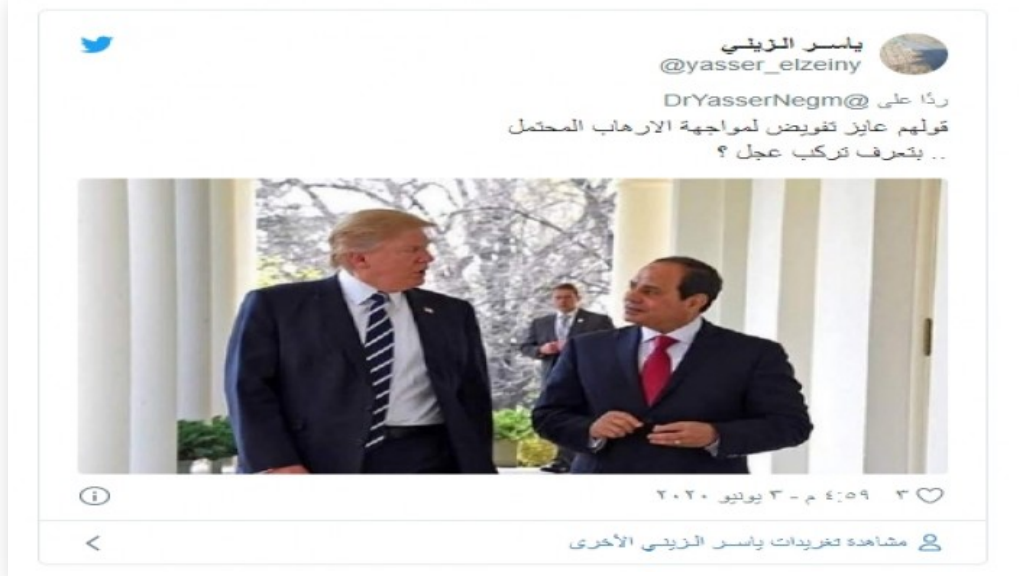 ياسر الزيني
@yasser_elzeiny
ردًا على @DrYasserNegm
قولهم عايز تفويض لمواجهة الارهاب المحتمل
.. بتعرف تركب عجل ؟
٣ ٤:٥٩ م - ٣ يونيو ٢٠٢٠
مشاهدة تغريدات ياسر الزيني الأخرى